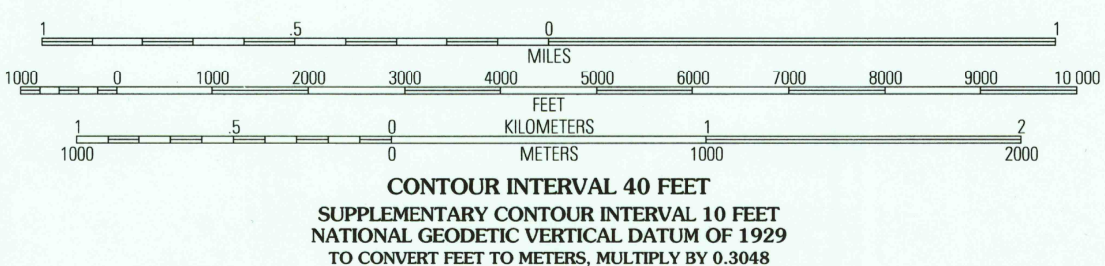 1 .5 0 1
MILES
1000 0 1000 2000 3000 4000 5000 6000 7000 8000 9000 10 000
FEET
1 .5 0 KILOMETERS 1 2
1000 0 METERS 1000 2000
CONTOUR INTERVAL 40 FEET
SUPPLEMENTARY CONTOUR INTERVAL 10 FEET
NATIONAL GEODETIC VERTICAL DATUM OF 1929
TO CONVERT FEET TO METERS, MULTIPLY BY 0.3048